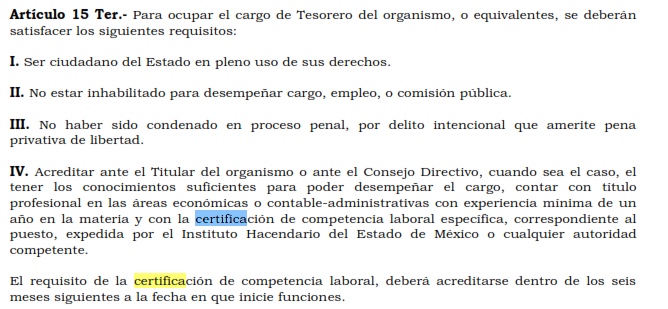 Artículo 15 Ter.- Para ocupar el cargo de Tesorero del organismo, o equivalentes, se deberán
satisfacer los siguientes requisitos:
I. Ser ciudadano del Estado en pleno uso de sus derechos.
II. No estar inhabilitado para desempeñar cargo, empleo, o comisión pública.
III. No haber sido condenado en proceso penal, por delito intencional que amerite pena
privativa de libertad.
IV. Acreditar ante el Titular del organismo o ante el Consejo Directivo, cuando sea el caso, el
tener los conocimientos suficientes para poder desempeñar el cargo, contar con título
profesional en las áreas económicas o contable-administrativas con experiencia mínima de un
año en la materia y con la certificación de competencia laboral específica, correspondiente al
puesto, expedida por el Instituto Hacendario del Estado de México o cualquier autoridad
competente.
El requisito de la certificación de competencia laboral, deberá acreditarse dentro de los seis
meses siguientes a la fecha en que inicie funciones.